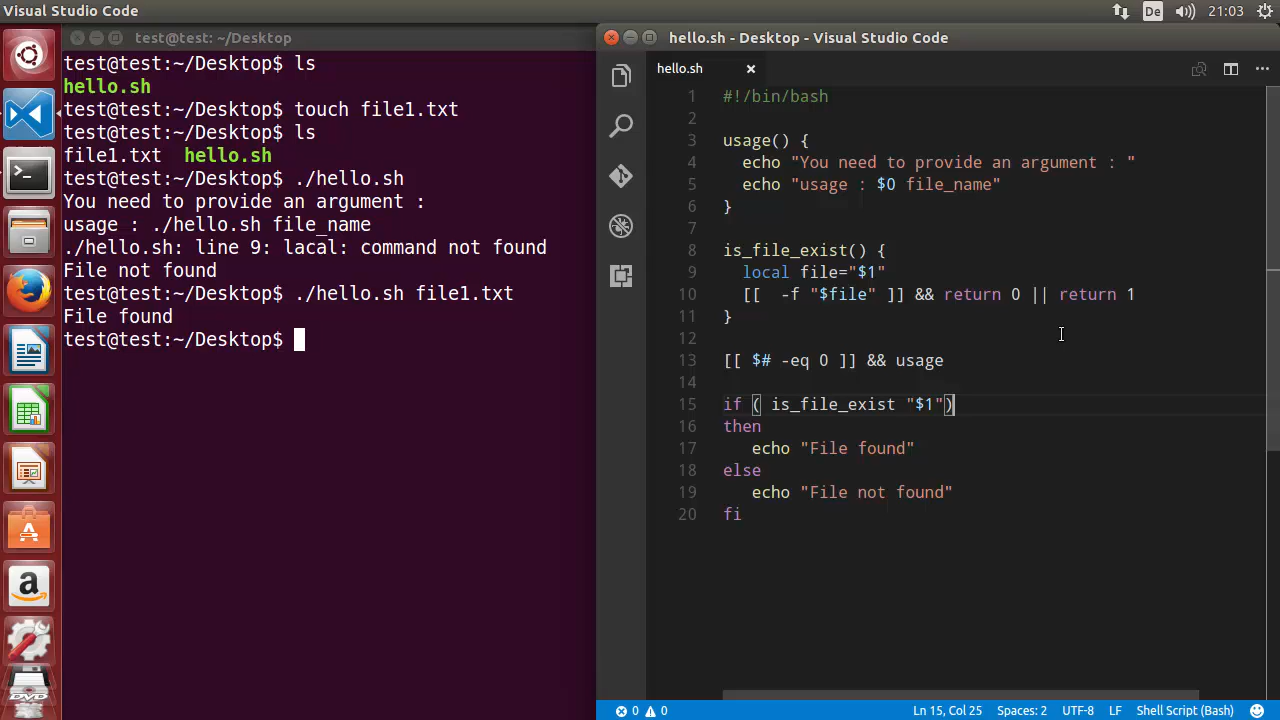 Visual Studio Code
De
21:03
test@test: ~/Desktop
test@test:~/Desktop$ ls
hello.sh
test@test:~/Desktop$ touch file1.txt
test@test:~/Desktop$ ls
file1.txt  hello.sh
test@test:~/Desktop$ ./hello.sh
You need to provide an argument :
usage : ./hello.sh file_name
./hello.sh: line 9: lacal: command not found
File not found
test@test:~/Desktop$ ./hello.sh file1.txt
File found
test@test:~/Desktop$
hello.sh - Desktop - Visual Studio Code
hello.sh
1 #!/bin/bash
2
3 usage() {
4   echo "You need to provide an argument : "
5   echo "usage : $0 file_name"
6 }
7
8 is_file_exist() {
9   local file="$1"
10   [[  -f "$file" ]] && return 0 || return 1
11 }
12
13 [[ $# -eq 0 ]] && usage
14
15 if ( is_file_exist "$1")
16 then
17    echo "File found"
18 else
19    echo "File not found"
20 fi
0 0
Ln 15, Col 25
Spaces: 2
UTF-8
LF
Shell Script (Bash)
DVD